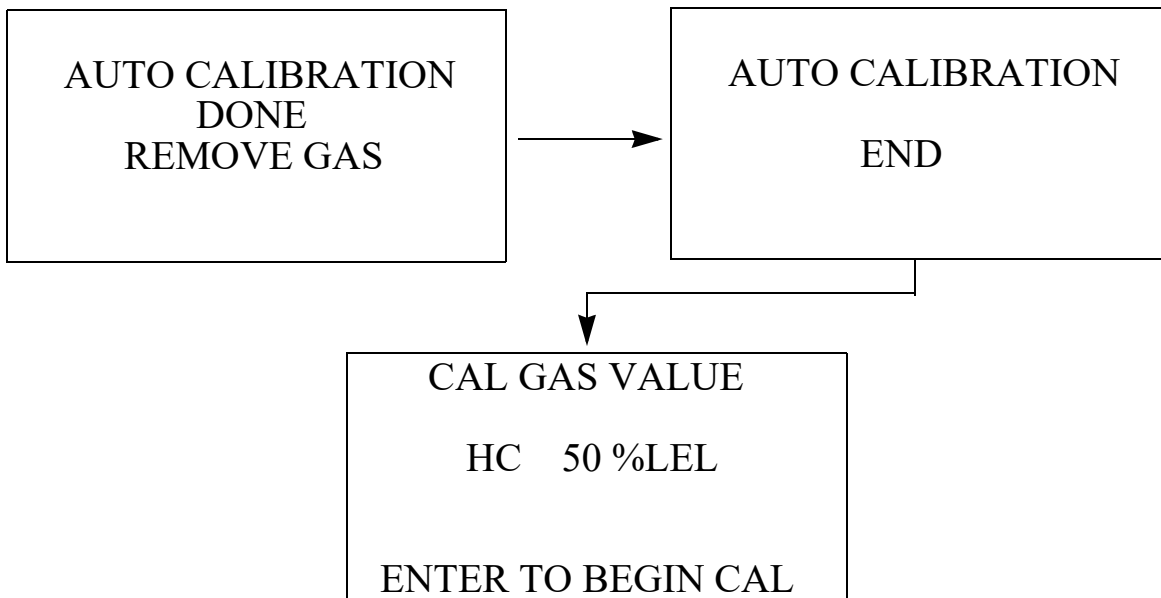 AUTO CALIBRATION
DONE
REMOVE GAS
AUTO CALIBRATION
END
CAL GAS VALUE
HC 50 %LEL
ENTER TO BEGIN CAL